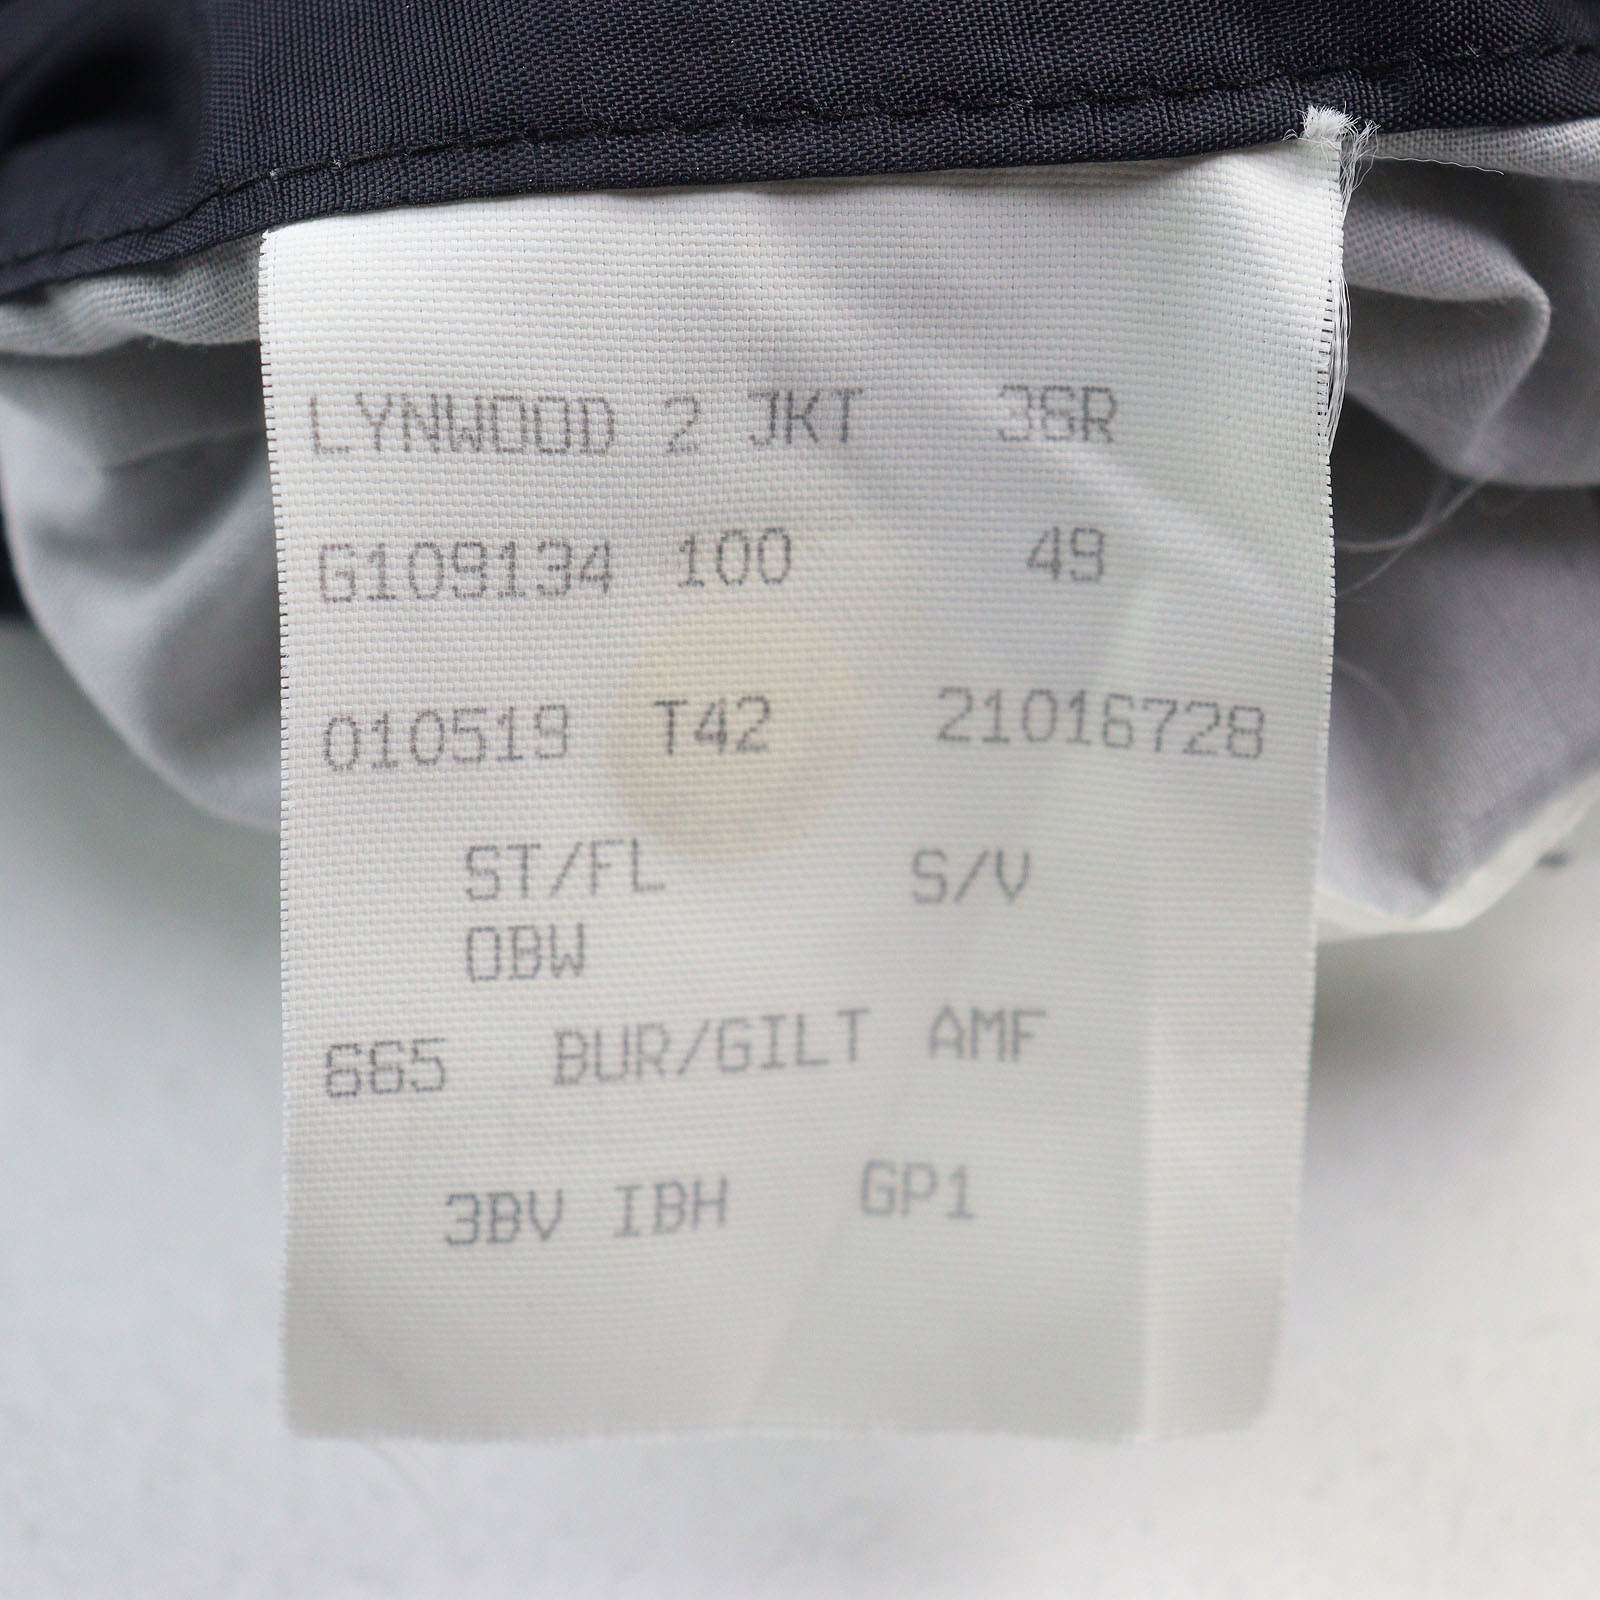 LYNWOOD 2 JKT 36R
G109134 100 49
010519 T42 21016728
ST/FL S/V
OBW
665 BUR/GILT AMF
3BV IBH GP1